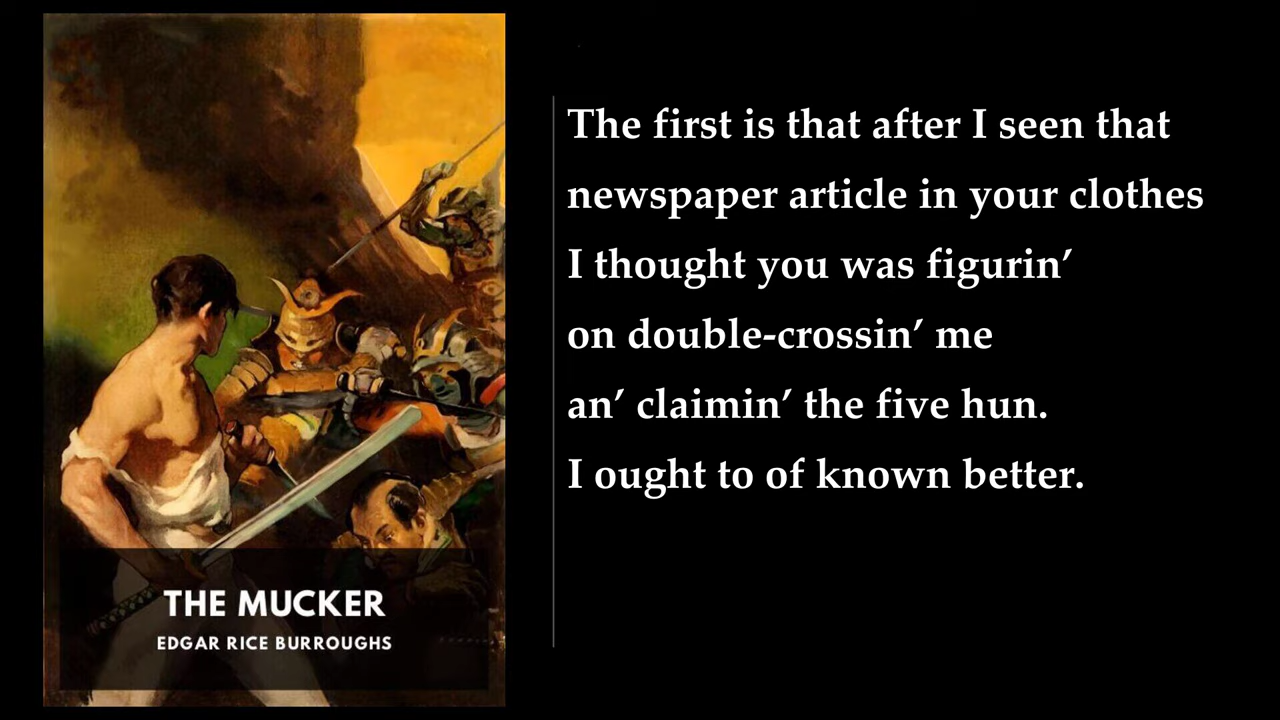 The first is that after I seen that
newspaper article in your clothes
I thought you was figurin’
on double-crossin’ me
an’ claimin’ the five hun.
I ought to of known better.
THE MUCKER
EDGAR RICE BURROUGHS